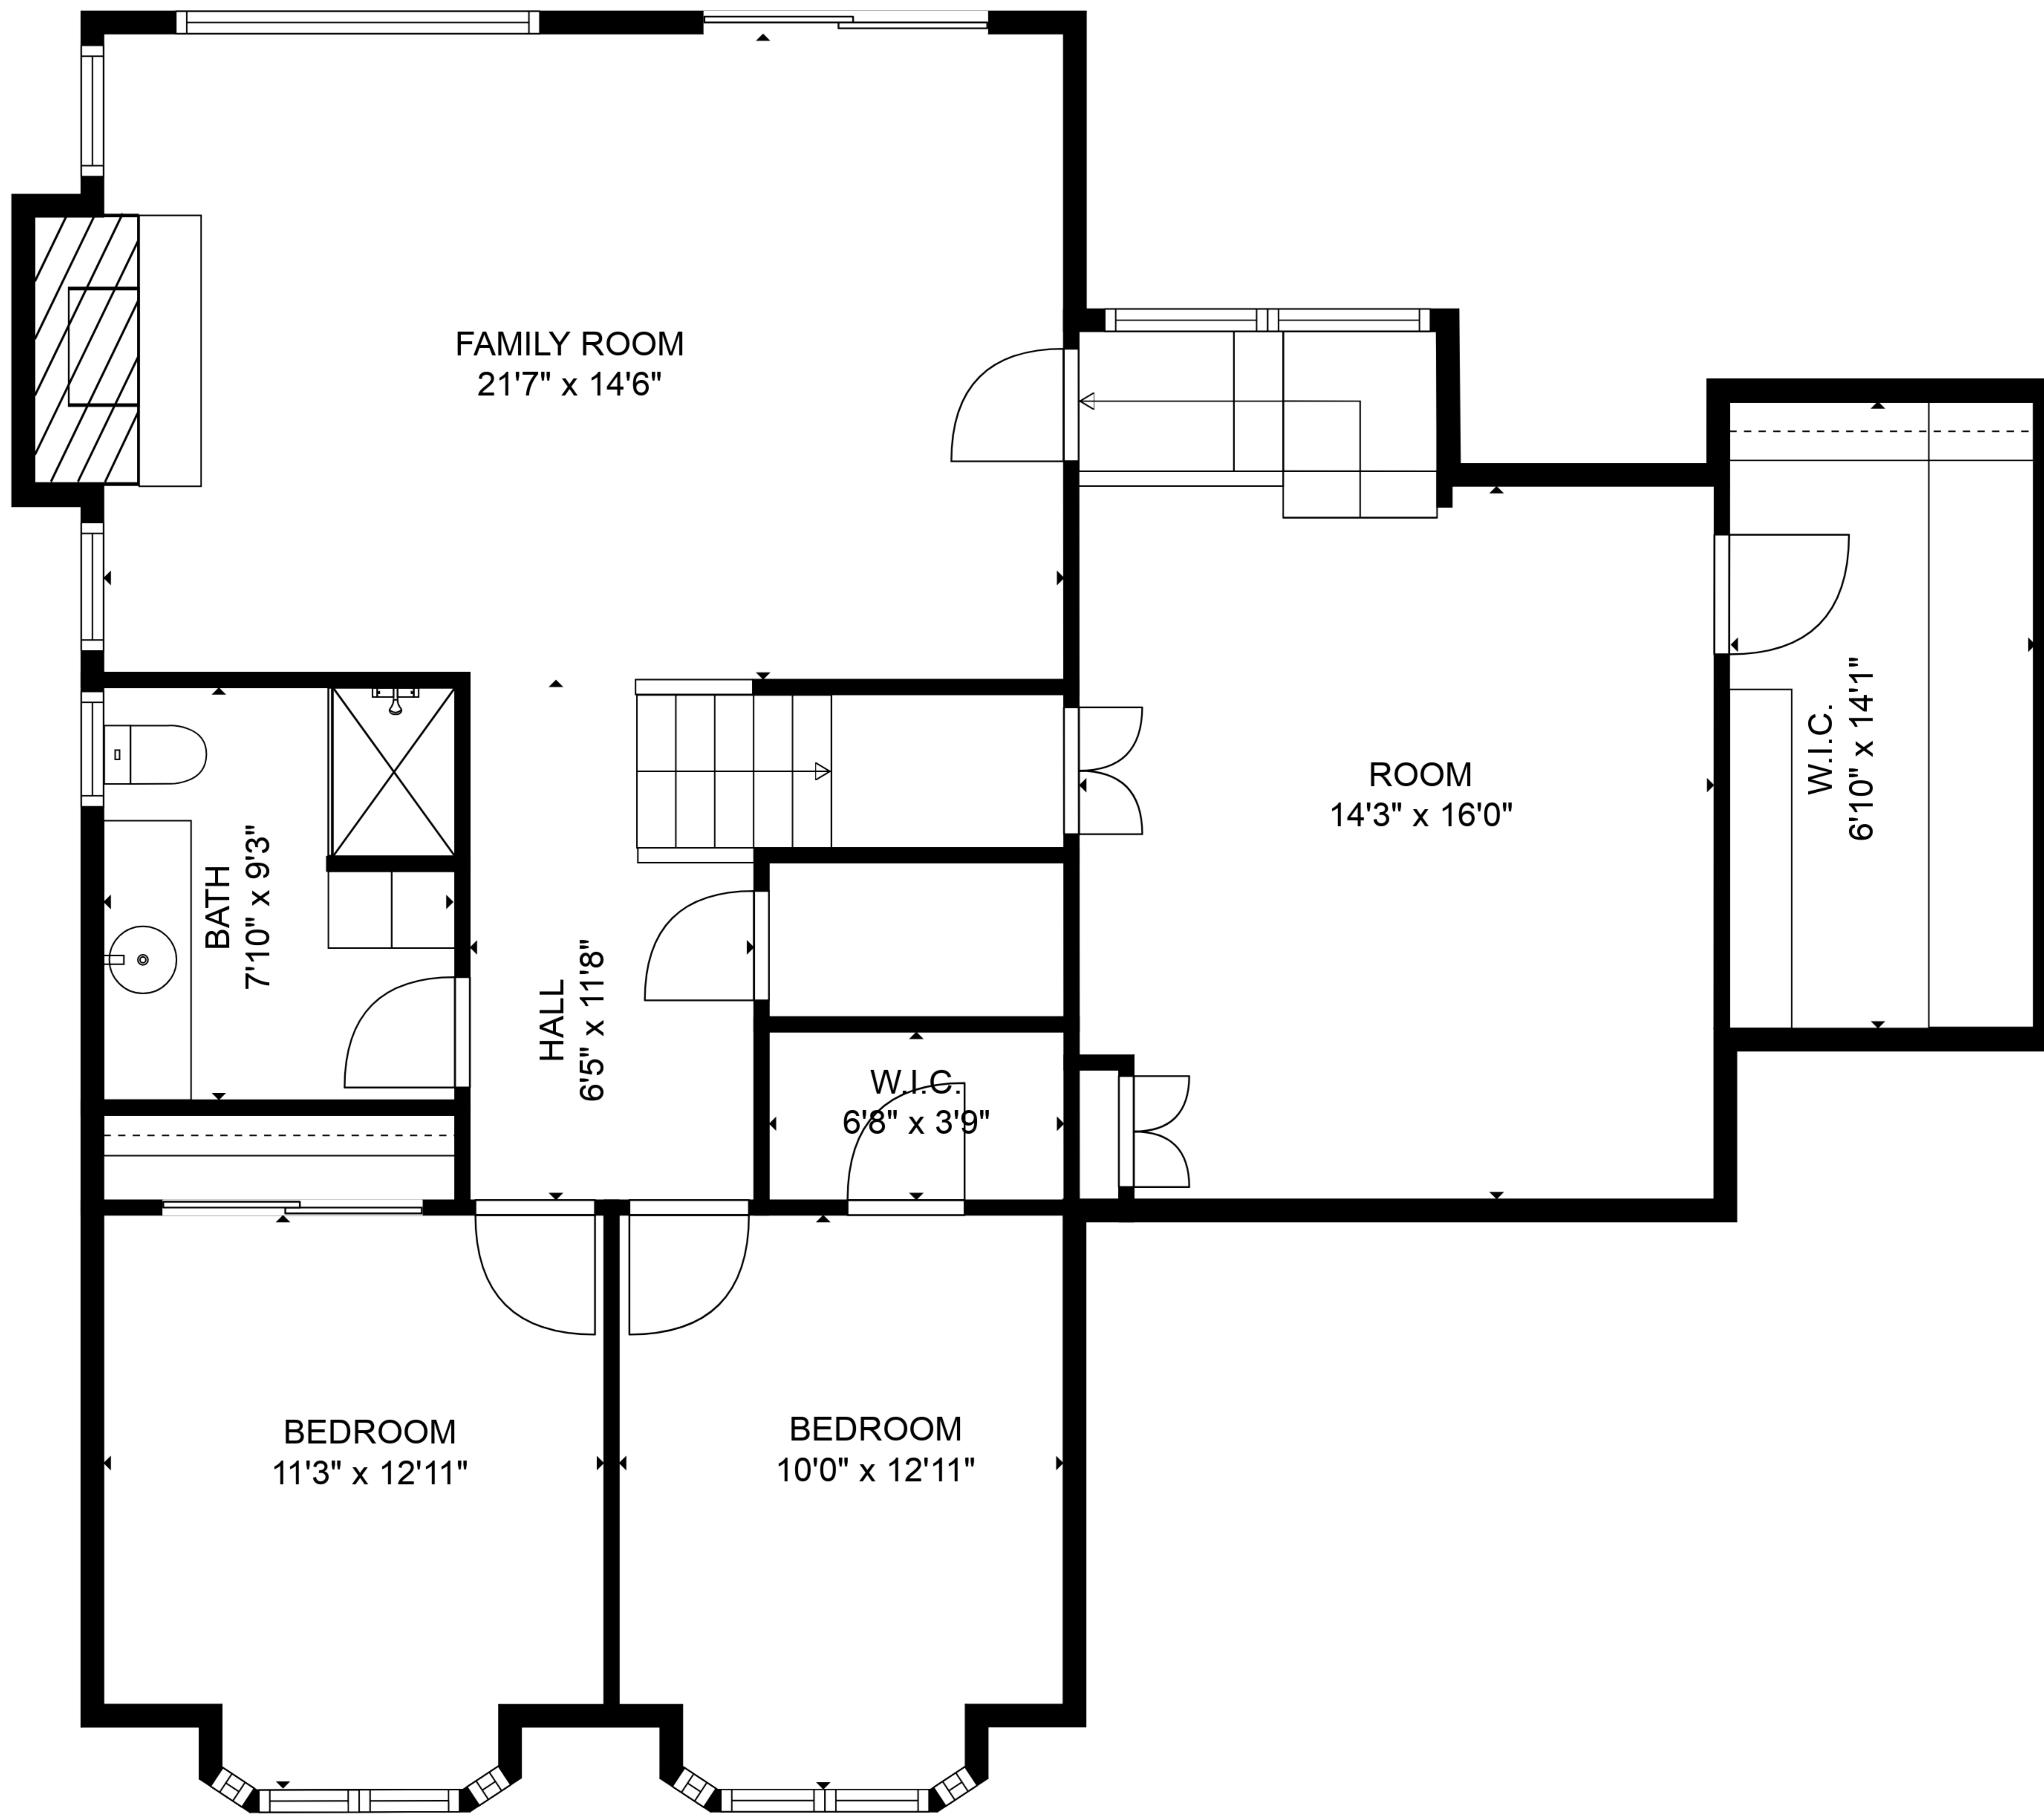 FAMILY ROOM
21'7" x 14'6"
ROOM
14'3" x 16'0"
W.I.C.
6'10" x 14'1"
BATH
7'10" x 9'3"
HALL
6'5" x 11'8"
W.I.C.
6'8" x 3'9"
BEDROOM
11'3" x 12'11"
BEDROOM
10'0" x 12'11"